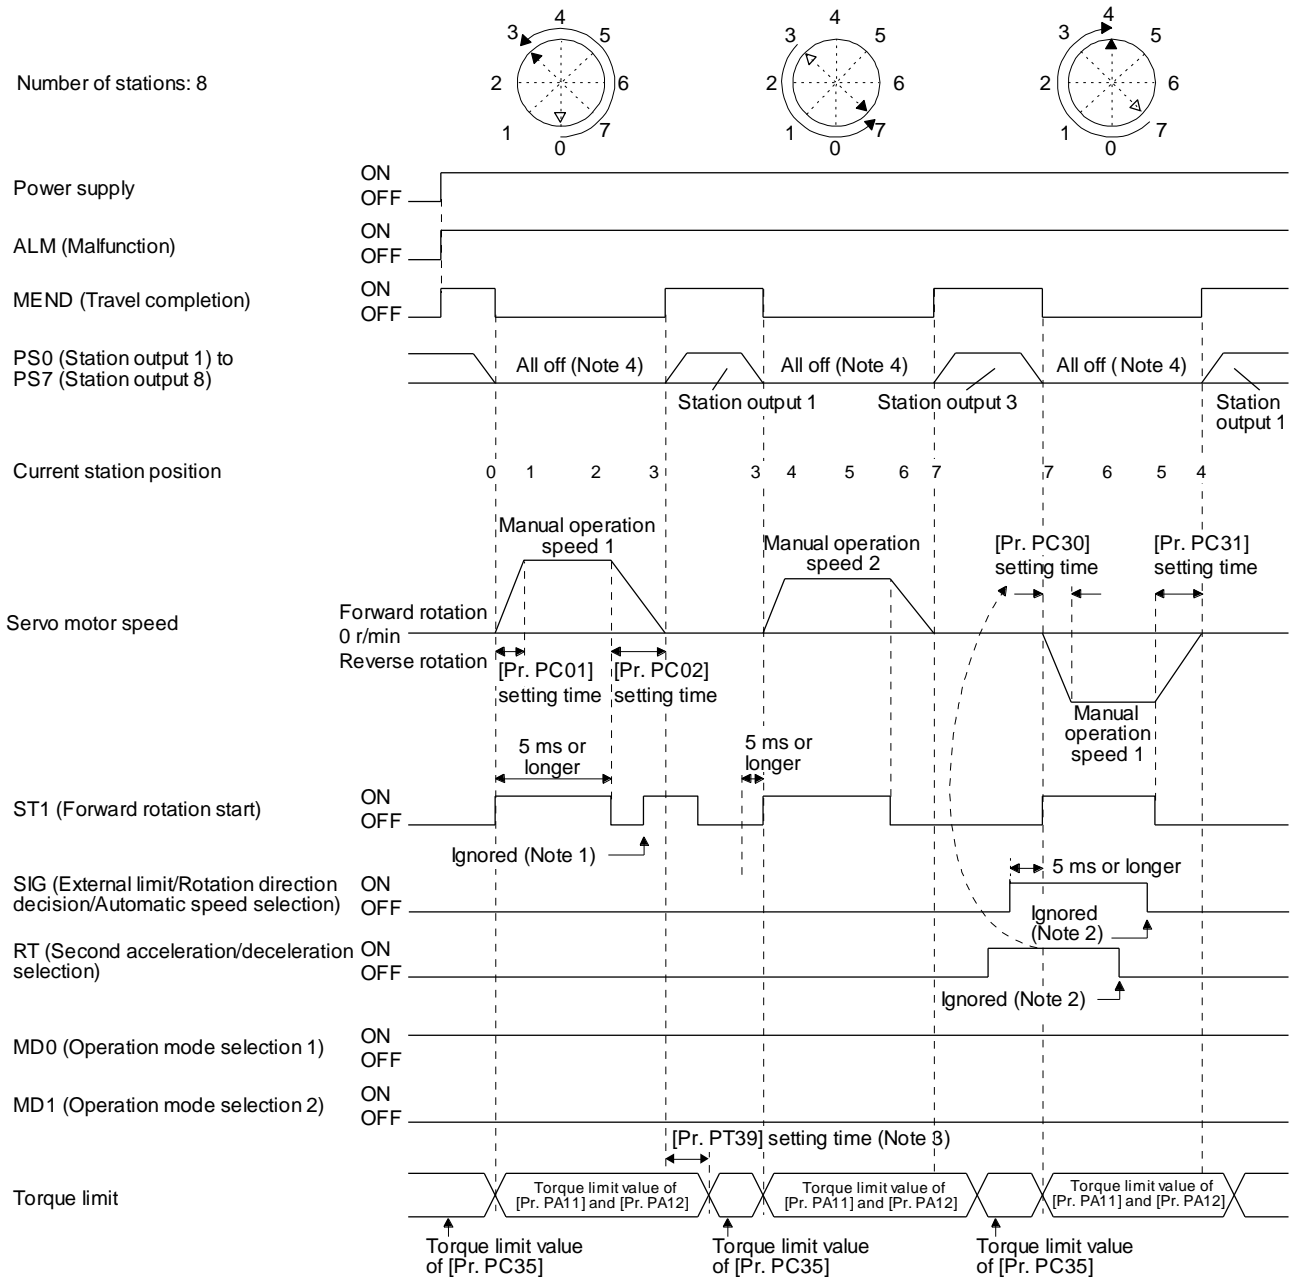 Number of stations: 8
4
3 5
2 6
1 7
0
4
3 5
2 6
1 7
0
4
3 5
2 6
1 7
0
Power supply
ON
OFF
ALM (Malfunction)
ON
OFF
MEND (Travel completion)
ON
OFF
PS0 (Station output 1) to
PS7 (Station output 8)
All off (Note 4)
All off (Note 4)
All off (Note 4)
Station output 1
Station output 3
Station
output 1
Current station position
0 1 2 3 3 4 5 6 7 7 6 5 4
Servo motor speed
Forward rotation
0 r/min
Reverse rotation
Manual operation
speed 1
Manual operation
speed 2
[Pr. PC30]
setting time
[Pr. PC31]
setting time
[Pr. PC01]
setting time
[Pr. PC02]
setting time
Manual
operation
speed 1
5 ms or
longer
5 ms or
longer
ST1 (Forward rotation start)
ON
OFF
Ignored (Note 1)
SIG (External limit/Rotation direction
decision/Automatic speed selection)
ON
OFF
5 ms or longer
Ignored
(Note 2)
RT (Second acceleration/deceleration
selection)
ON
OFF
Ignored (Note 2)
MD0 (Operation mode selection 1)
ON
OFF
MD1 (Operation mode selection 2)
ON
OFF
[Pr. PT39] setting time (Note 3)
Torque limit
Torque limit value of
[Pr. PA11] and [Pr. PA12]
Torque limit value of
[Pr. PA11] and [Pr. PA12]
Torque limit value of
[Pr. PA11] and [Pr. PA12]
Torque limit value
of [Pr. PC35]
Torque limit value
of [Pr. PC35]
Torque limit value
of [Pr. PC35]